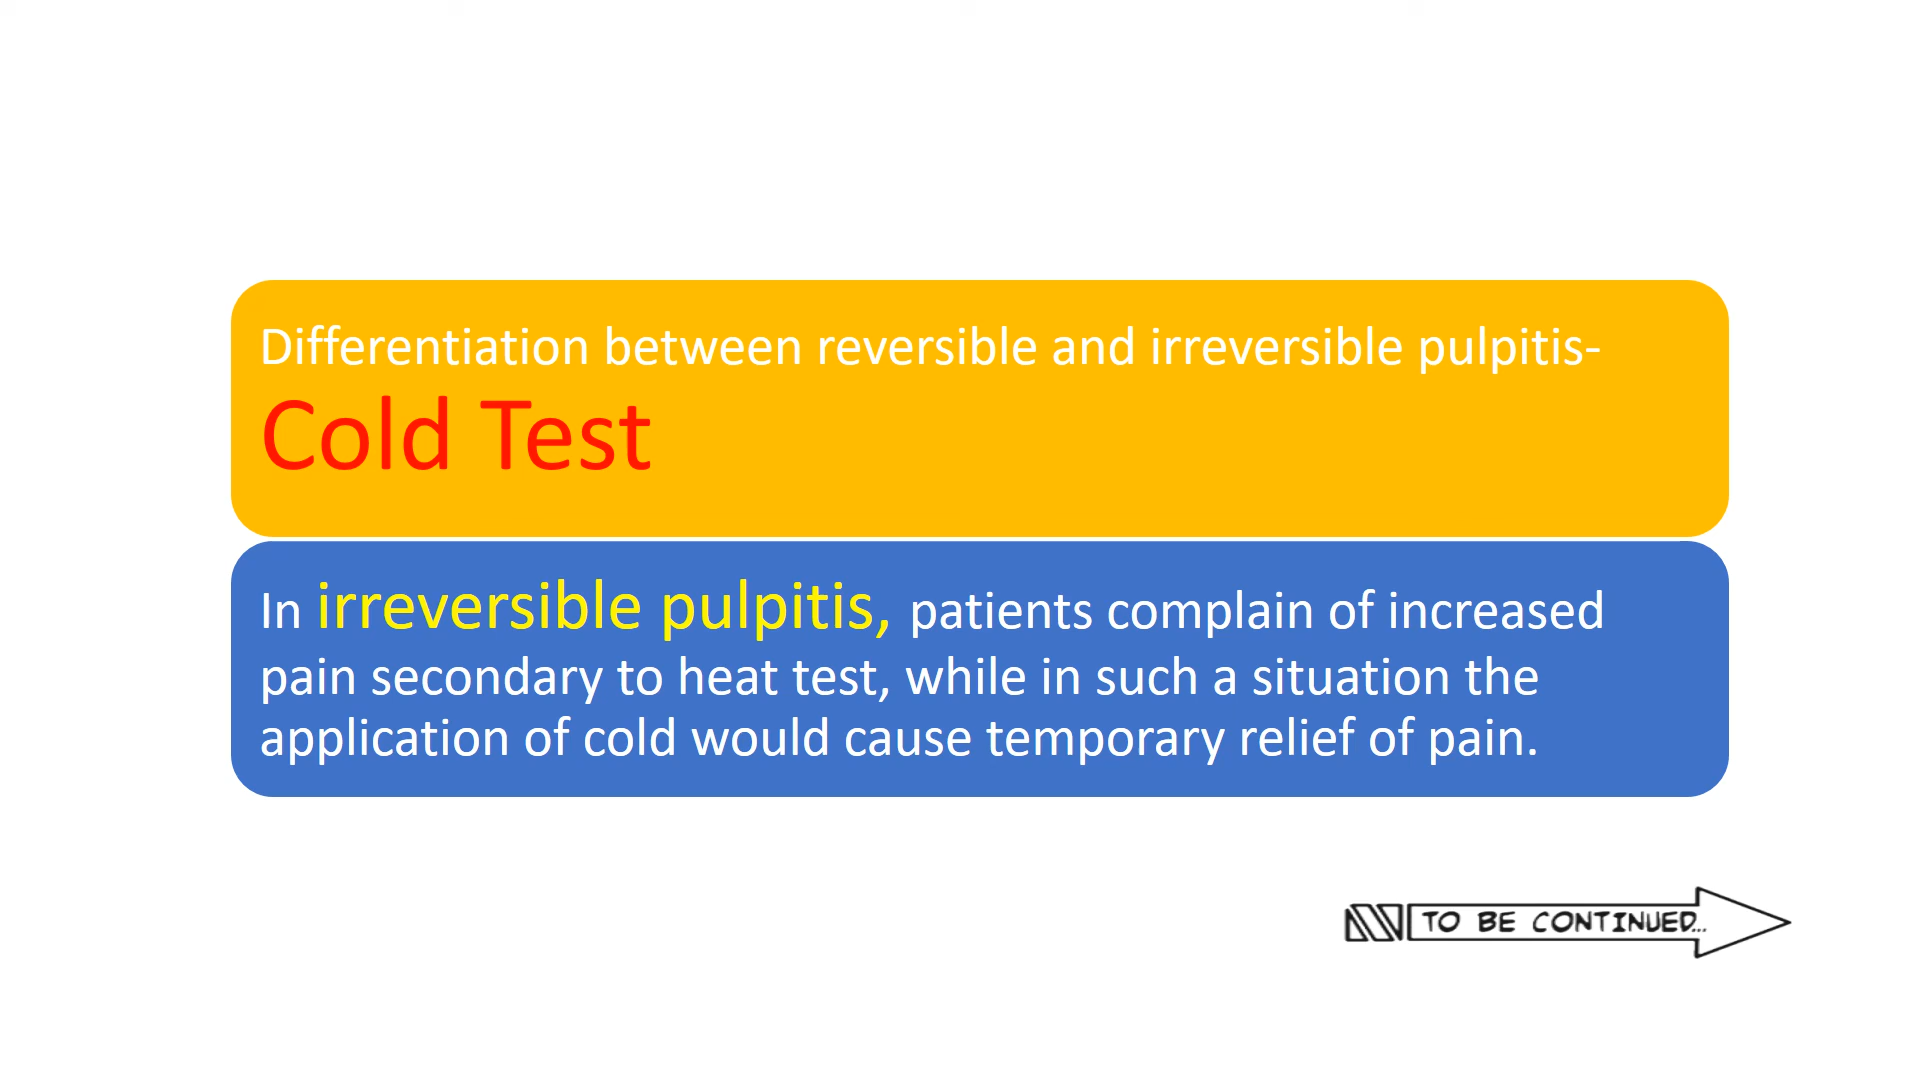 Differentiation between reversible and irreversible pulpitis-
Cold Test
In irreversible pulpitis, patients complain of increased
pain secondary to heat test, while in such a situation the
application of cold would cause temporary relief of pain.
TO BE CONTINUED...